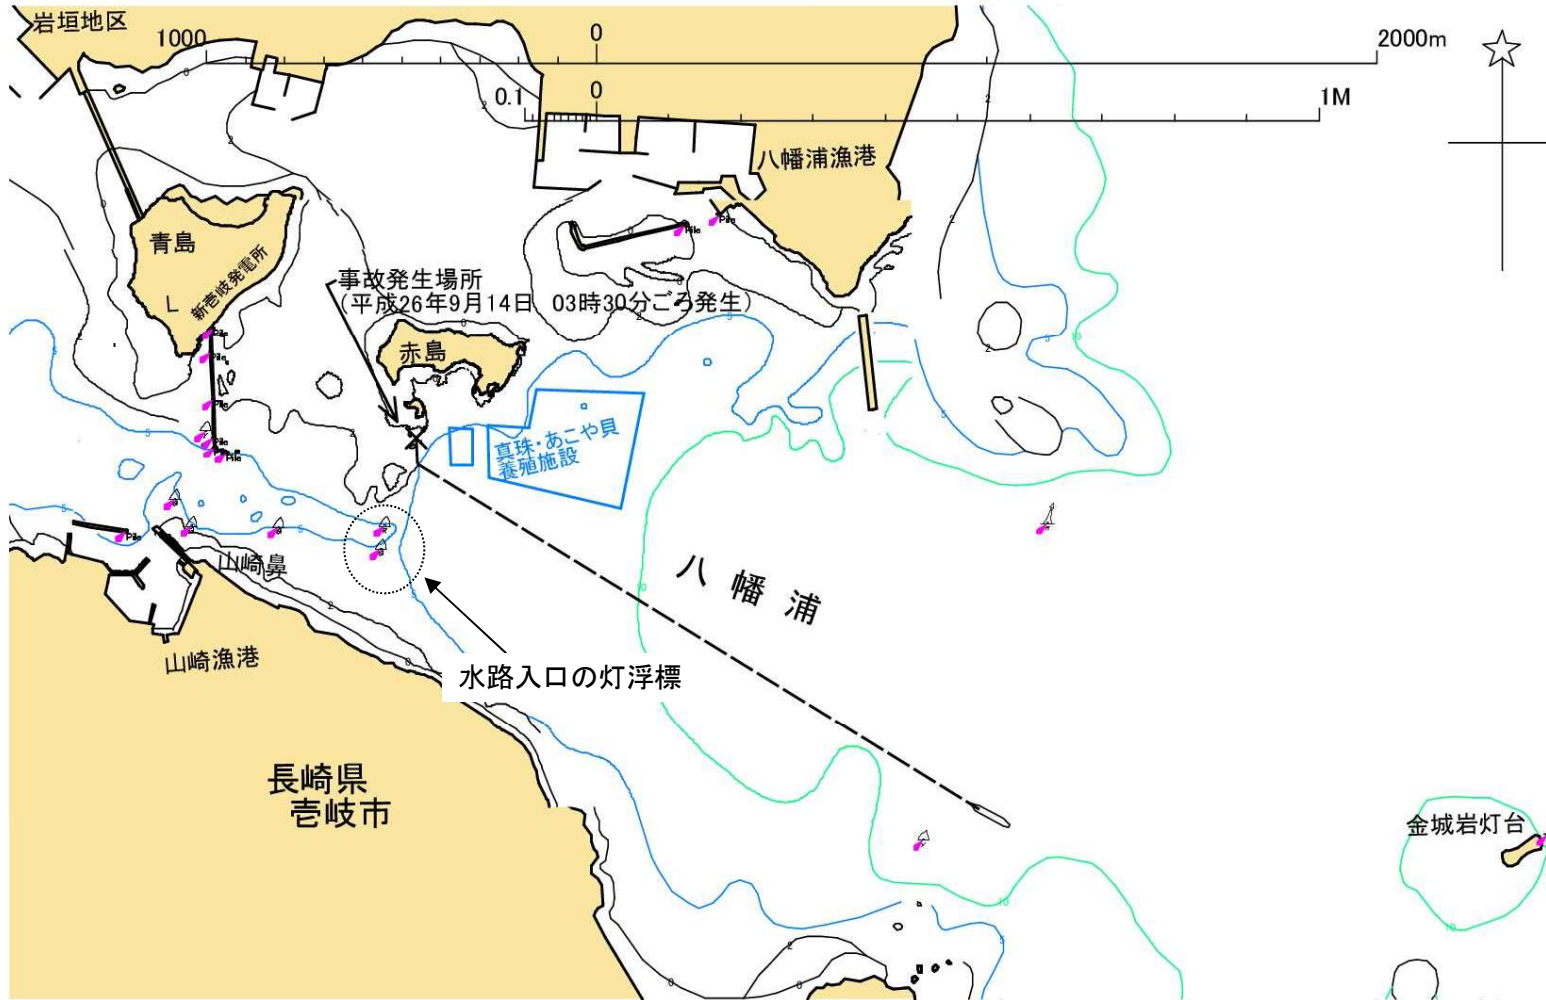 岩垣地区
1000
0
2000m
0.1
0
1M
八幡浦漁港
青島
新壱岐発電所
事故発生場所
(平成26年9月14日 03時30分ごろ発生)
赤島
真珠・あこや貝
養殖施設
山崎鼻
八幡浦
山崎漁港
水路入口の灯浮標
長崎県
壱岐市
金城岩灯台